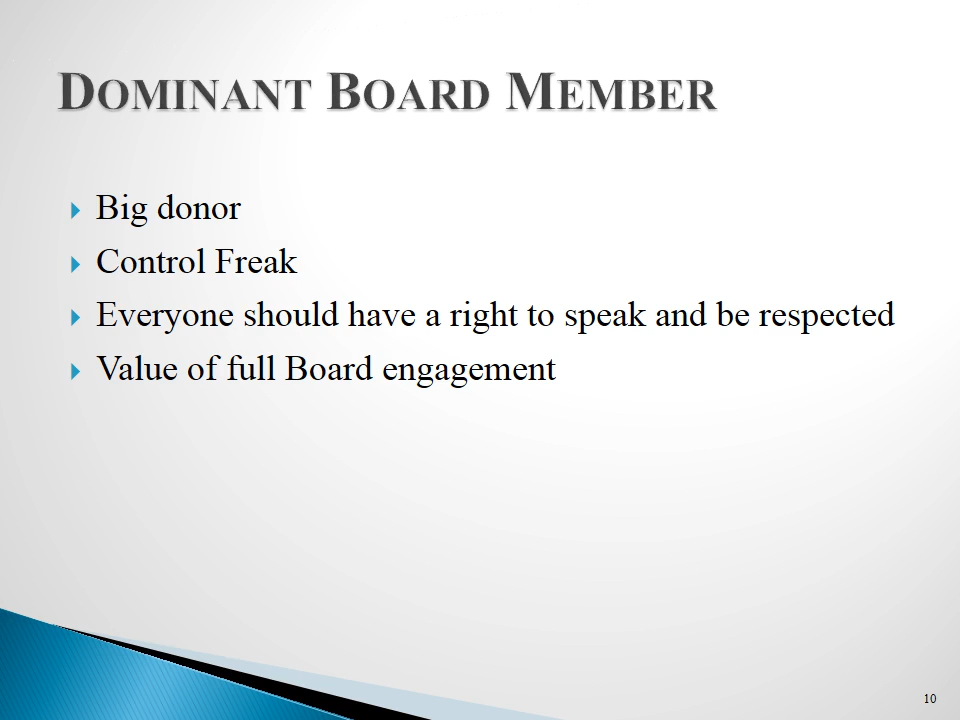 Dominant Board Member
Big donor
Control Freak
Everyone should have a right to speak and be respected
Value of full Board engagement
10